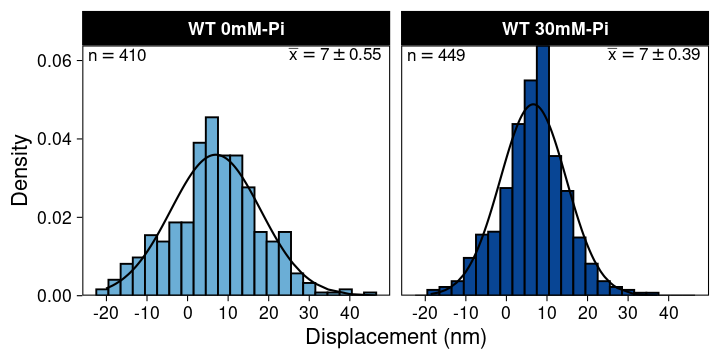 WT 0mM-Pi
WT 30mM-Pi
n = 410
x̅ = 7 ± 0.55
n = 449
x̅ = 7 ± 0.39
0.06
0.04
0.02
0.00
Density
-20 -10 0 10 20 30 40
-20 -10 0 10 20 30 40
Displacement (nm)